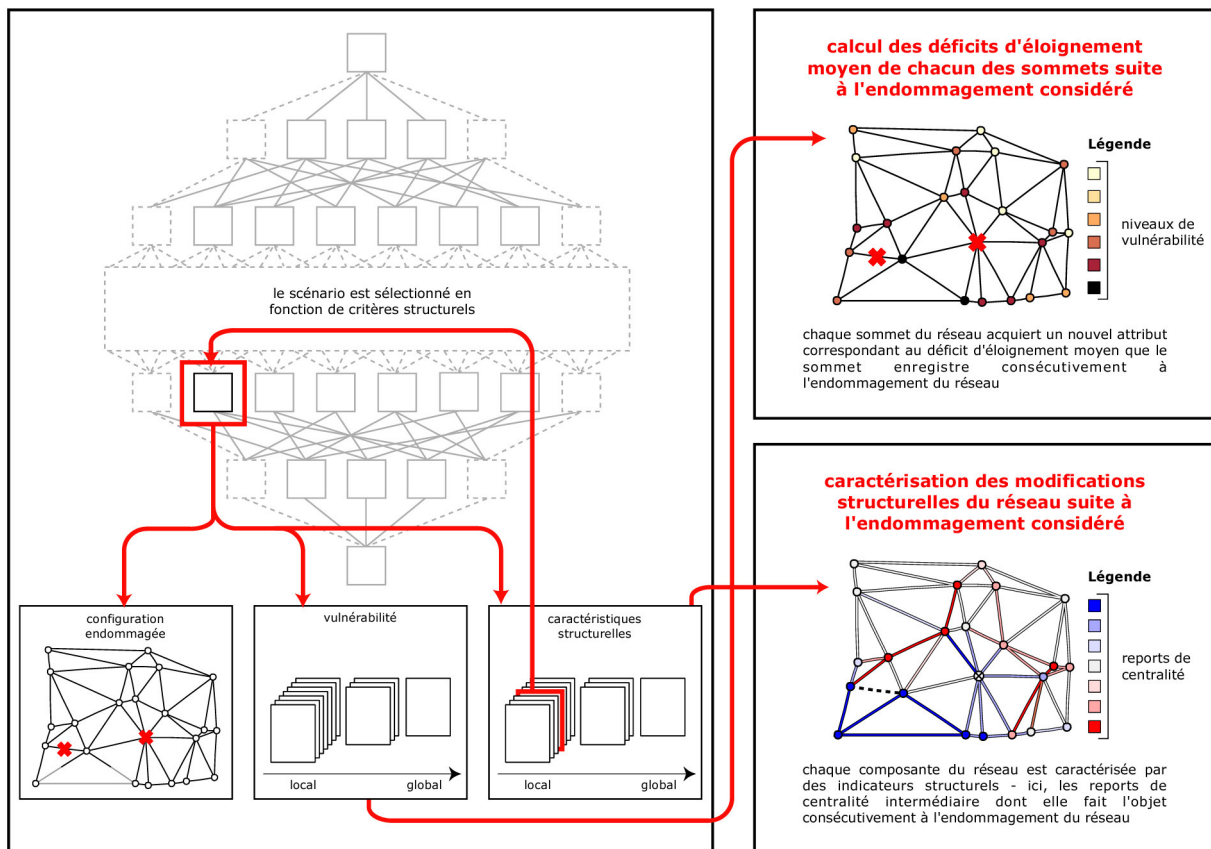 le scénario est sélectionné en
fonction de critères structurels
configuration
endommagée
vulnérabilité
local
global
caractéristiques
structurelles
local
global
calcul des déficits d'éloignement
moyen de chacun des sommets suite
à l'endommagement considéré
Légende
niveaux de
vulnérabilité
chaque sommet du réseau acquiert un nouvel attribut
correspondant au déficit d'éloignement moyen que le
sommet enregistre consécutivement à
l'endommagement du réseau
caractérisation des modifications
structurelles du réseau suite à
l'endommagement considéré
Légende
reports de
centralité
chaque composante du réseau est caractérisée par
des indicateurs structurels - ici, les reports de
centralité intermédiaire dont elle fait l'objet
consécutivement à l'endommagement du réseau